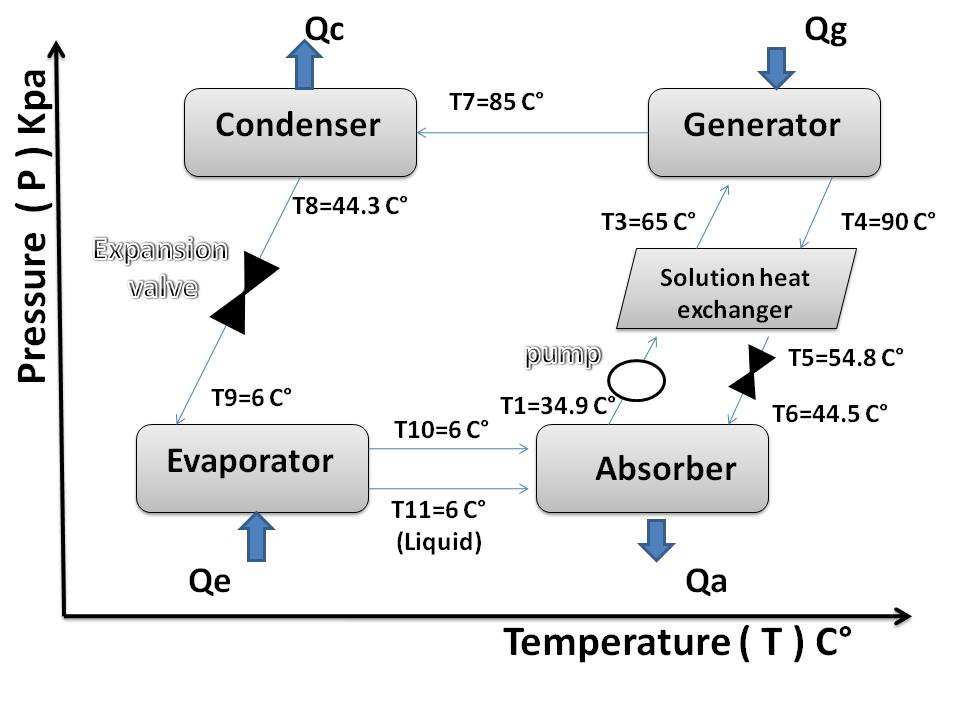 Qc
Qg
Pressure ( P ) Kpa
T7=85 C°
Condenser
Generator
T8=44.3 C°
T3=65 C°
T4=90 C°
Expansion
valve
Solution heat
exchanger
pump
T5=54.8 C°
T9=6 C°
T1=34.9 C°
T6=44.5 C°
T10=6 C°
Evaporator
Absorber
T11=6 C°
(Liquid)
Qe
Qa
Temperature ( T ) C°